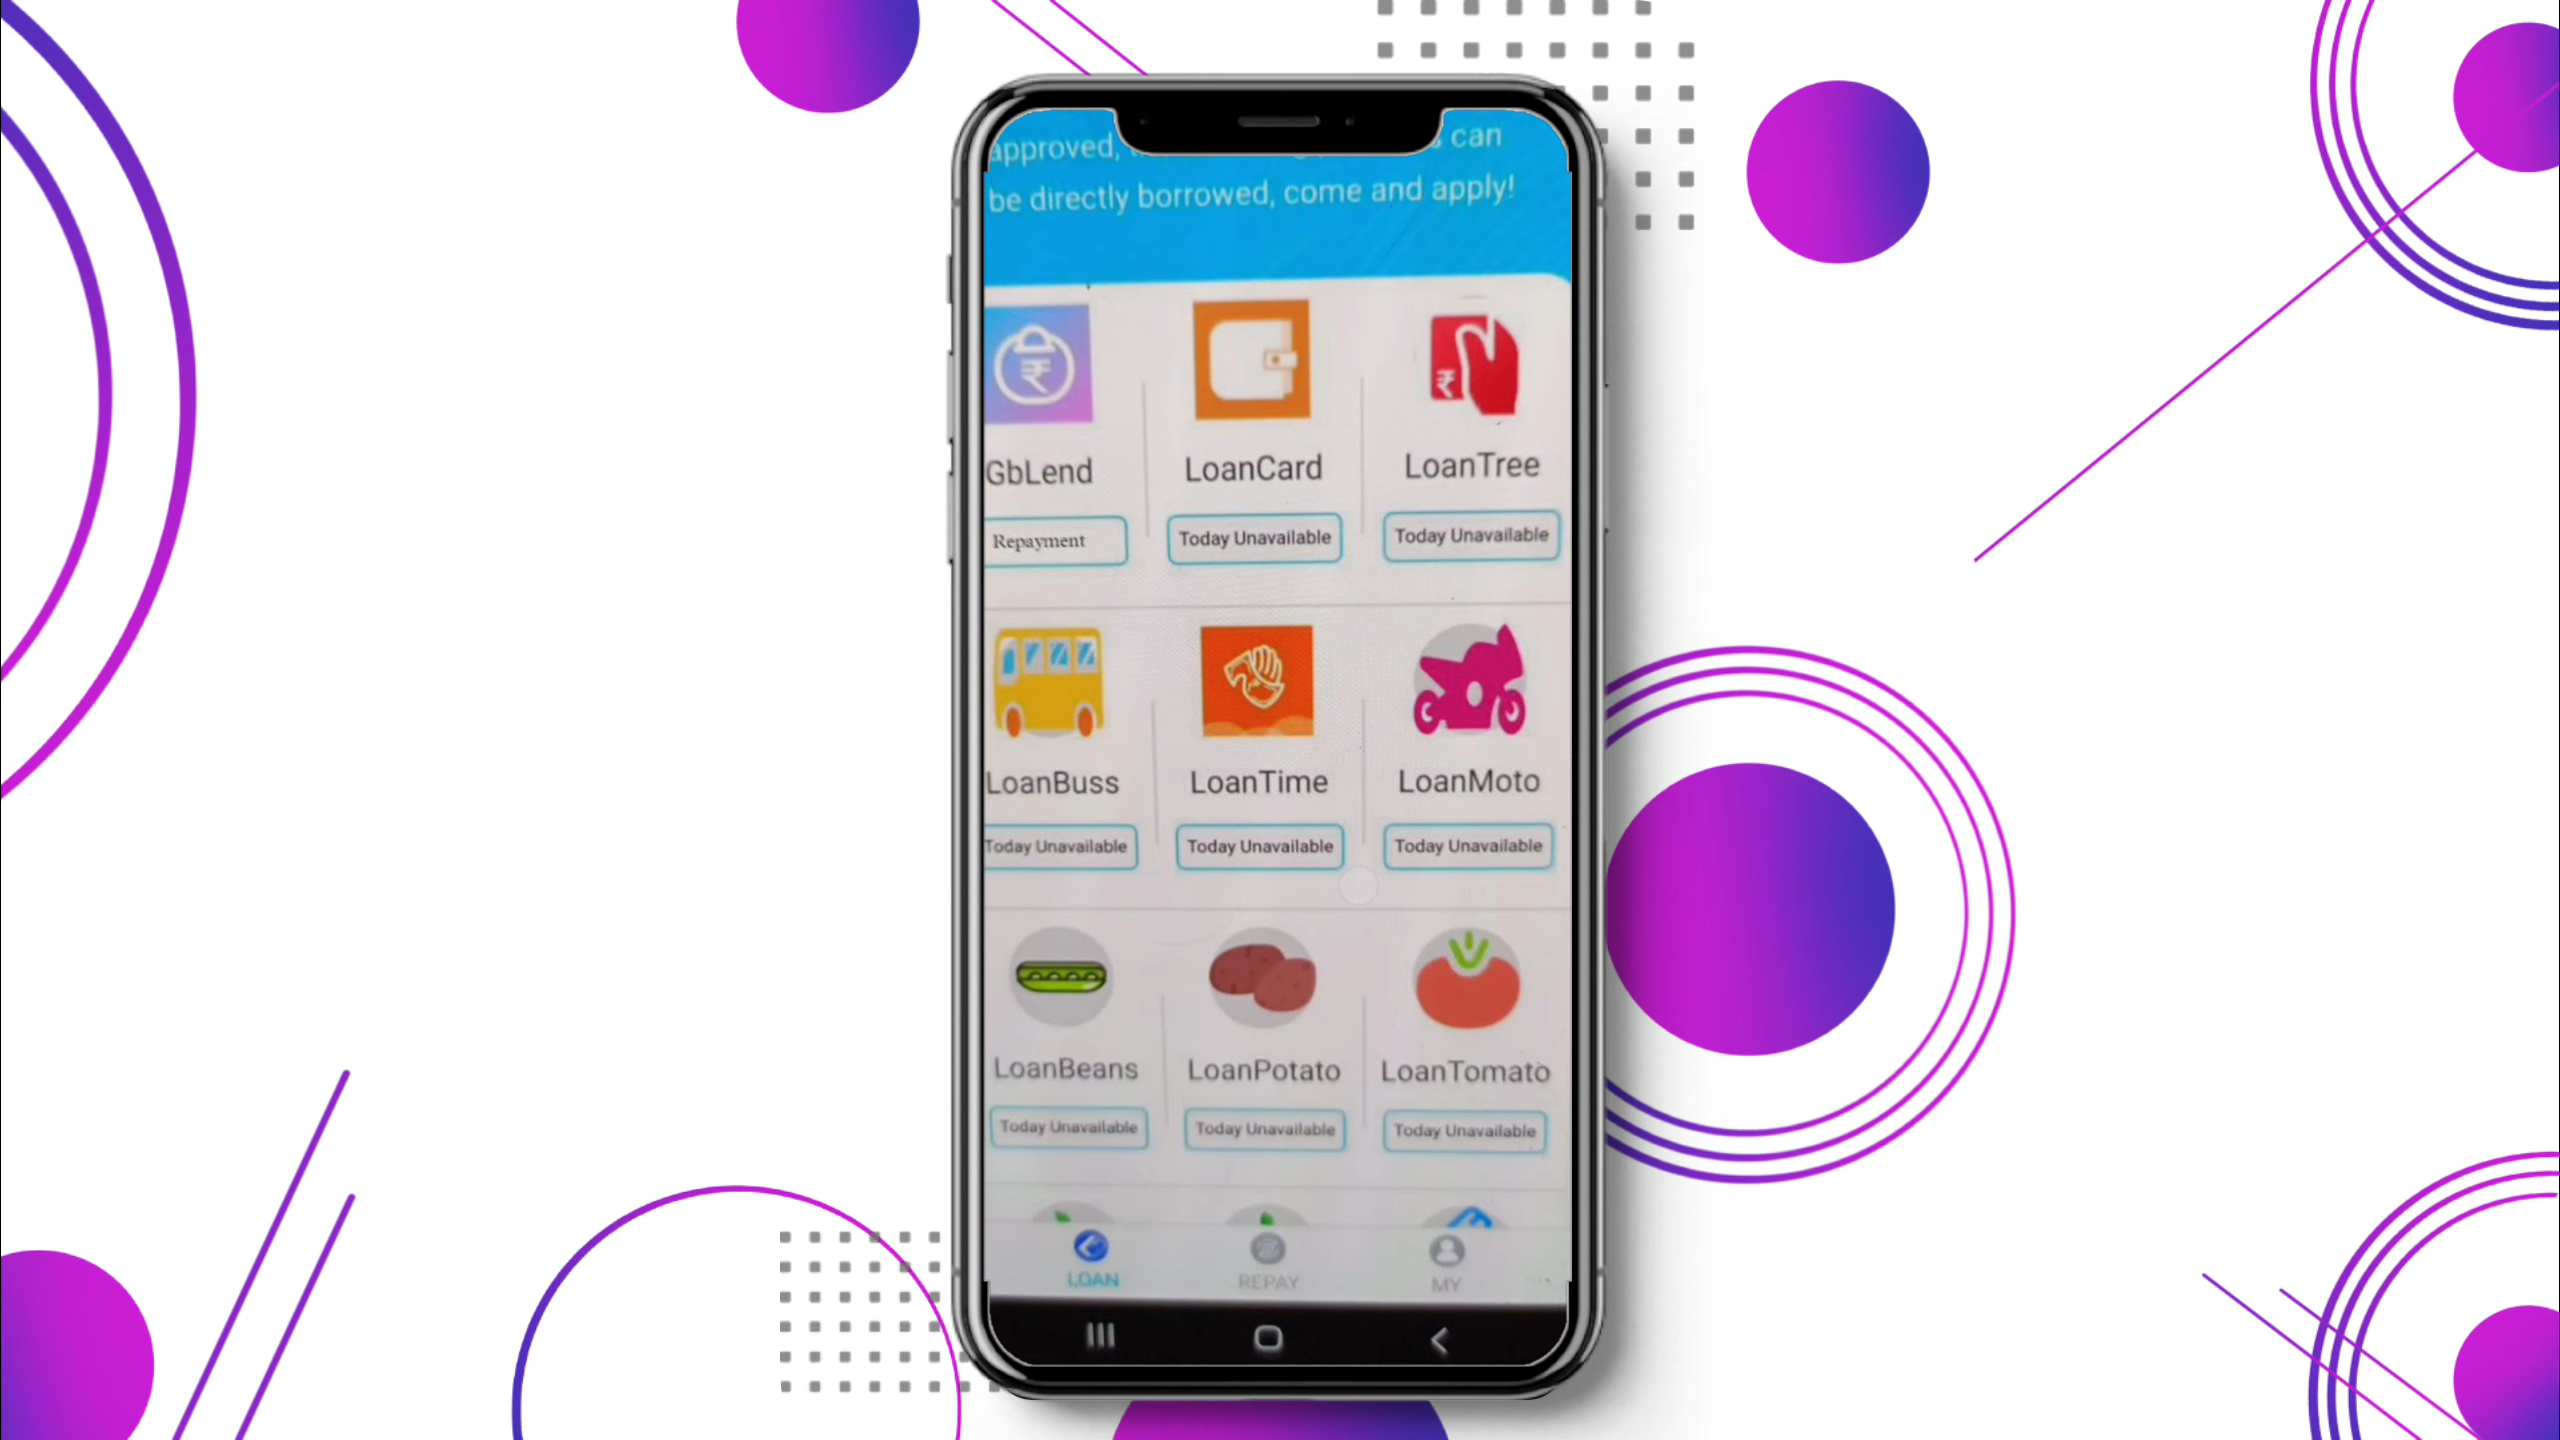 approved, can
be directly borrowed, come and apply!
GbLend LoanCard LoanTree
Repayment Today Unavailable Today Unavailable
LoanBuss LoanTime LoanMoto
Today Unavailable Today Unavailable Today Unavailable
LoanBeans LoanPotato LoanTomato
Today Unavailable Today Unavailable Today Unavailable
LOAN REPAY MY